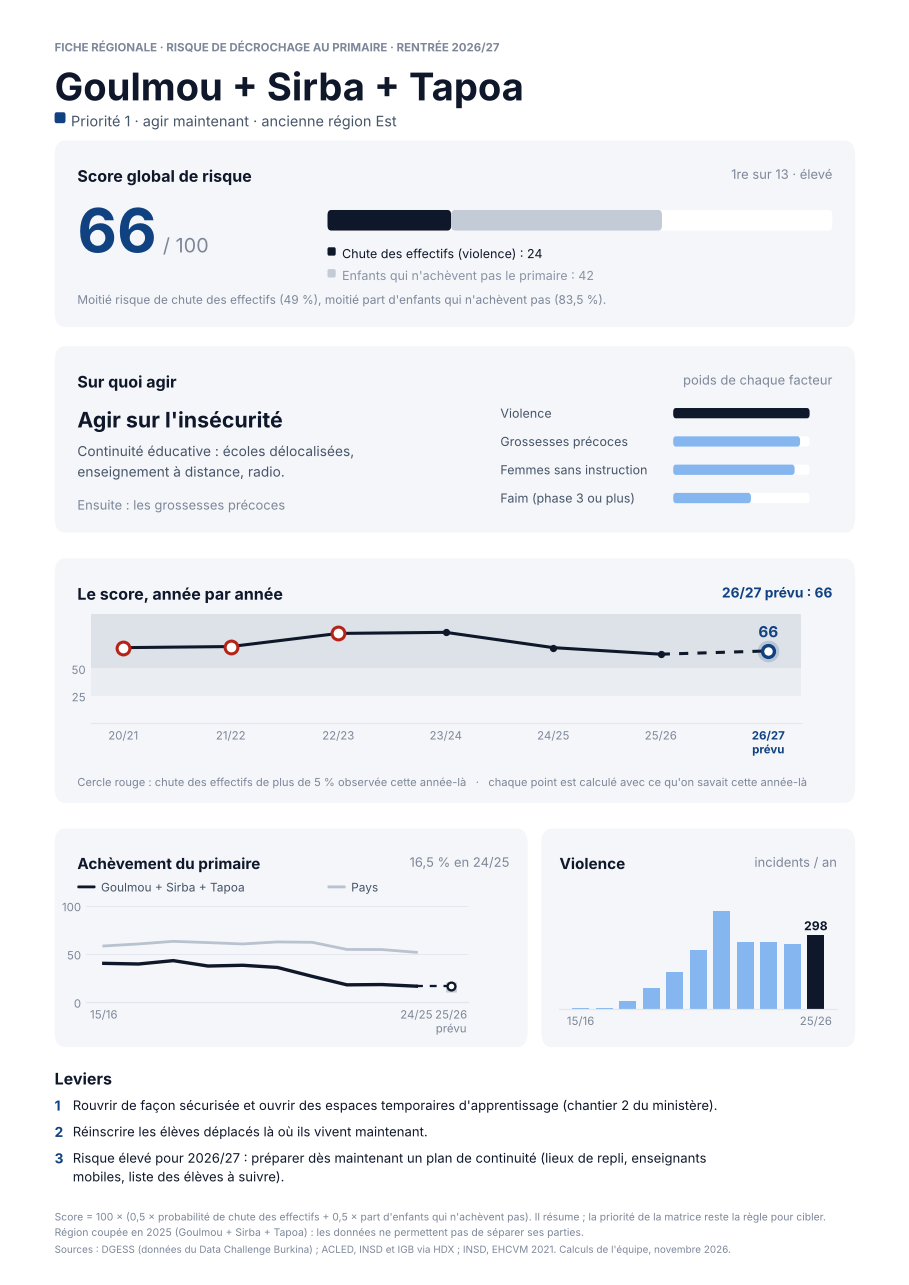 FICHE RÉGIONALE · RISQUE DE DÉCROCHAGE AU PRIMAIRE · RENTRÉE 2026/27
Goulmou + Sirba + Tapoa
Priorité 1 · agir maintenant · ancienne région Est
Score global de risque
1re sur 13 · élevé
66 / 100
Chute des effectifs (violence) : 24
Enfants qui n'achèvent pas le primaire : 42
Moitié risque de chute des effectifs (49 %), moitié part d'enfants qui n'achèvent pas (83,5 %).
Sur quoi agir
poids de chaque facteur
Agir sur l'insécurité
Continuité éducative : écoles délocalisées,
enseignement à distance, radio.
Ensuite : les grossesses précoces
Violence
Grossesses précoces
Femmes sans instruction
Faim (phase 3 ou plus)
Le score, année par année
26/27 prévu : 66
66
50
25
20/21 21/22 22/23 23/24 24/25 25/26 26/27
prévu
Cercle rouge : chute des effectifs de plus de 5 % observée cette année-là · chaque point est calculé avec ce qu'on savait cette année-là
Achèvement du primaire
16,5 % en 24/25
Goulmou + Sirba + Tapoa
Pays
100
50
0
15/16 24/25 25/26
prévu
Violence
incidents / an
298
15/16 25/26
Leviers
1 Rouvrir de façon sécurisée et ouvrir des espaces temporaires d'apprentissage (chantier 2 du ministère).
2 Réinscrire les élèves déplacés là où ils vivent maintenant.
3 Risque élevé pour 2026/27 : préparer dès maintenant un plan de continuité (lieux de repli, enseignants
mobiles, liste des élèves à suivre).
Score = 100 × (0,5 × probabilité de chute des effectifs + 0,5 × part d'enfants qui n'achèvent pas). Il résume ; la priorité de la matrice reste la règle pour cibler.
Région coupée en 2025 (Goulmou + Sirba + Tapoa) : les données ne permettent pas de séparer ses parties.
Sources : DGESS (données du Data Challenge Burkina) ; ACLED, INSD et IGB via HDX ; INSD, EHCVM 2021. Calculs de l'équipe, novembre 2026.